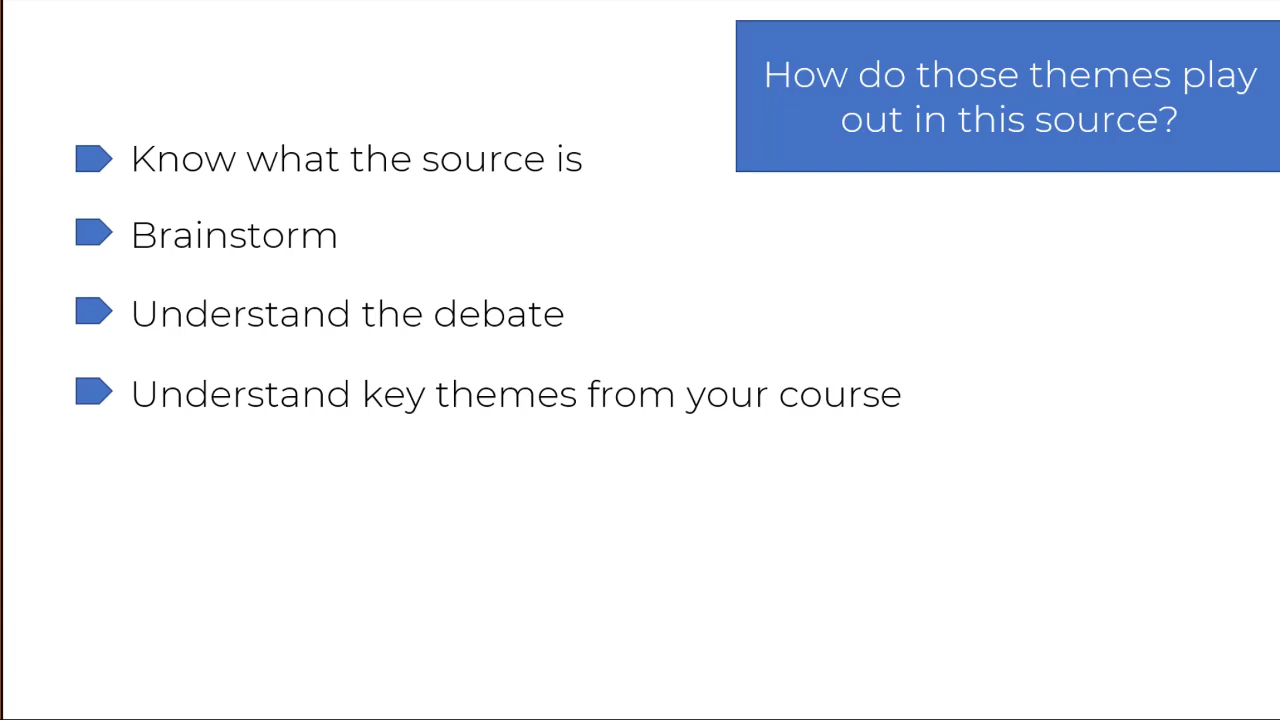 How do those themes play
out in this source?
Know what the source is
Brainstorm
Understand the debate
Understand key themes from your course